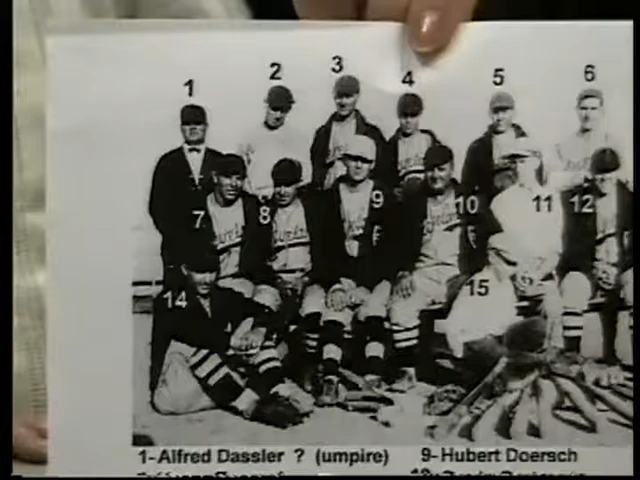 1 2 3 4 5 6
7 8 9 10 11 12
14 15
1- Alfred Dassler ? (umpire) 9- Hubert Doersch